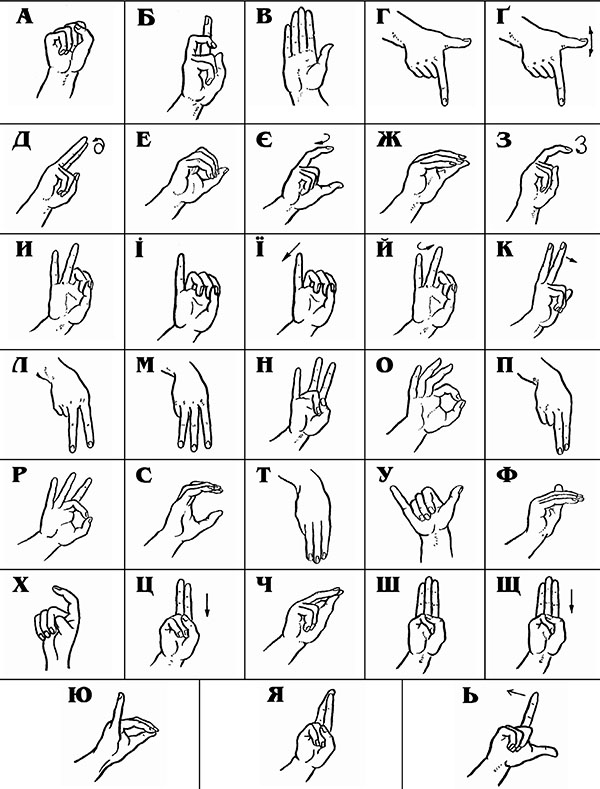 А Б В Г Ґ
Д Е Є Ж З
И І Ї Й К
Л М Н О П
Р С Т У Ф
Х Ц Ч Ш Щ
Ю Я Ь